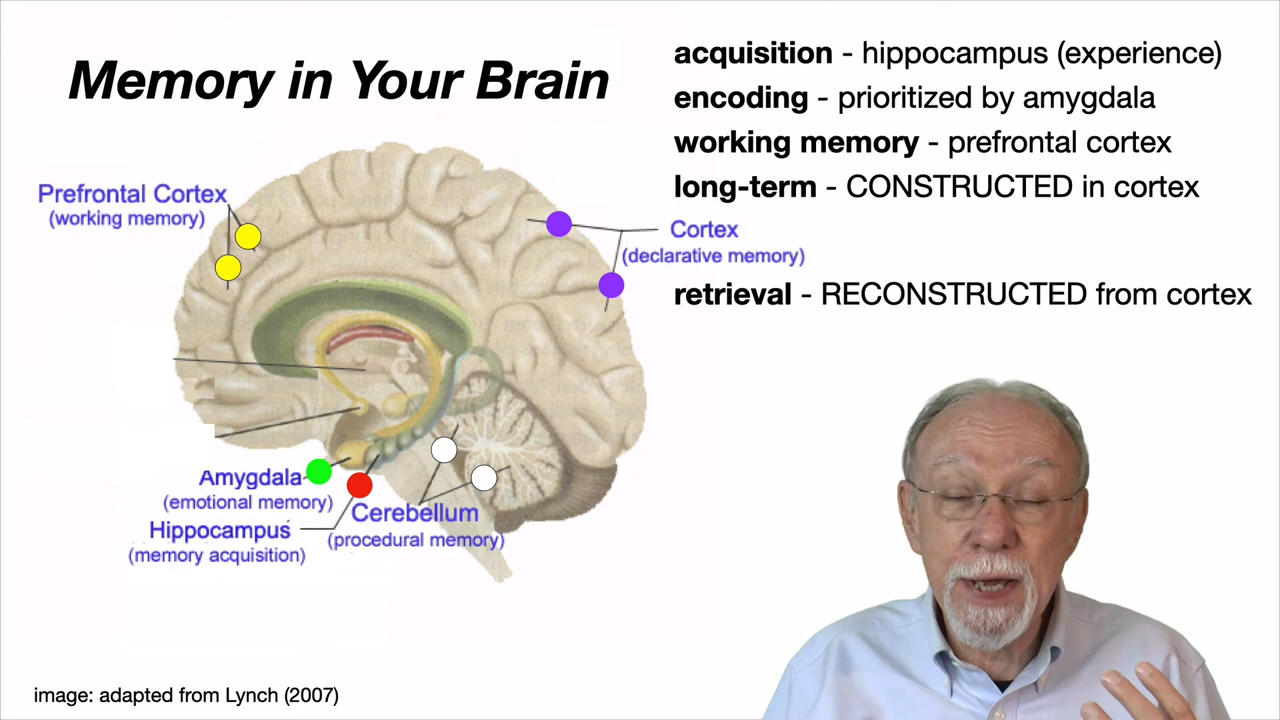 Memory in Your Brain
acquisition - hippocampus (experience)
encoding - prioritized by amygdala
working memory - prefrontal cortex
long-term - CONSTRUCTED in cortex
retrieval - RECONSTRUCTED from cortex
Prefrontal Cortex
(working memory)
Cortex
(declarative memory)
Amygdala
(emotional memory)
Hippocampus
(memory acquisition)
Cerebellum
(procedural memory)
image: adapted from Lynch (2007)